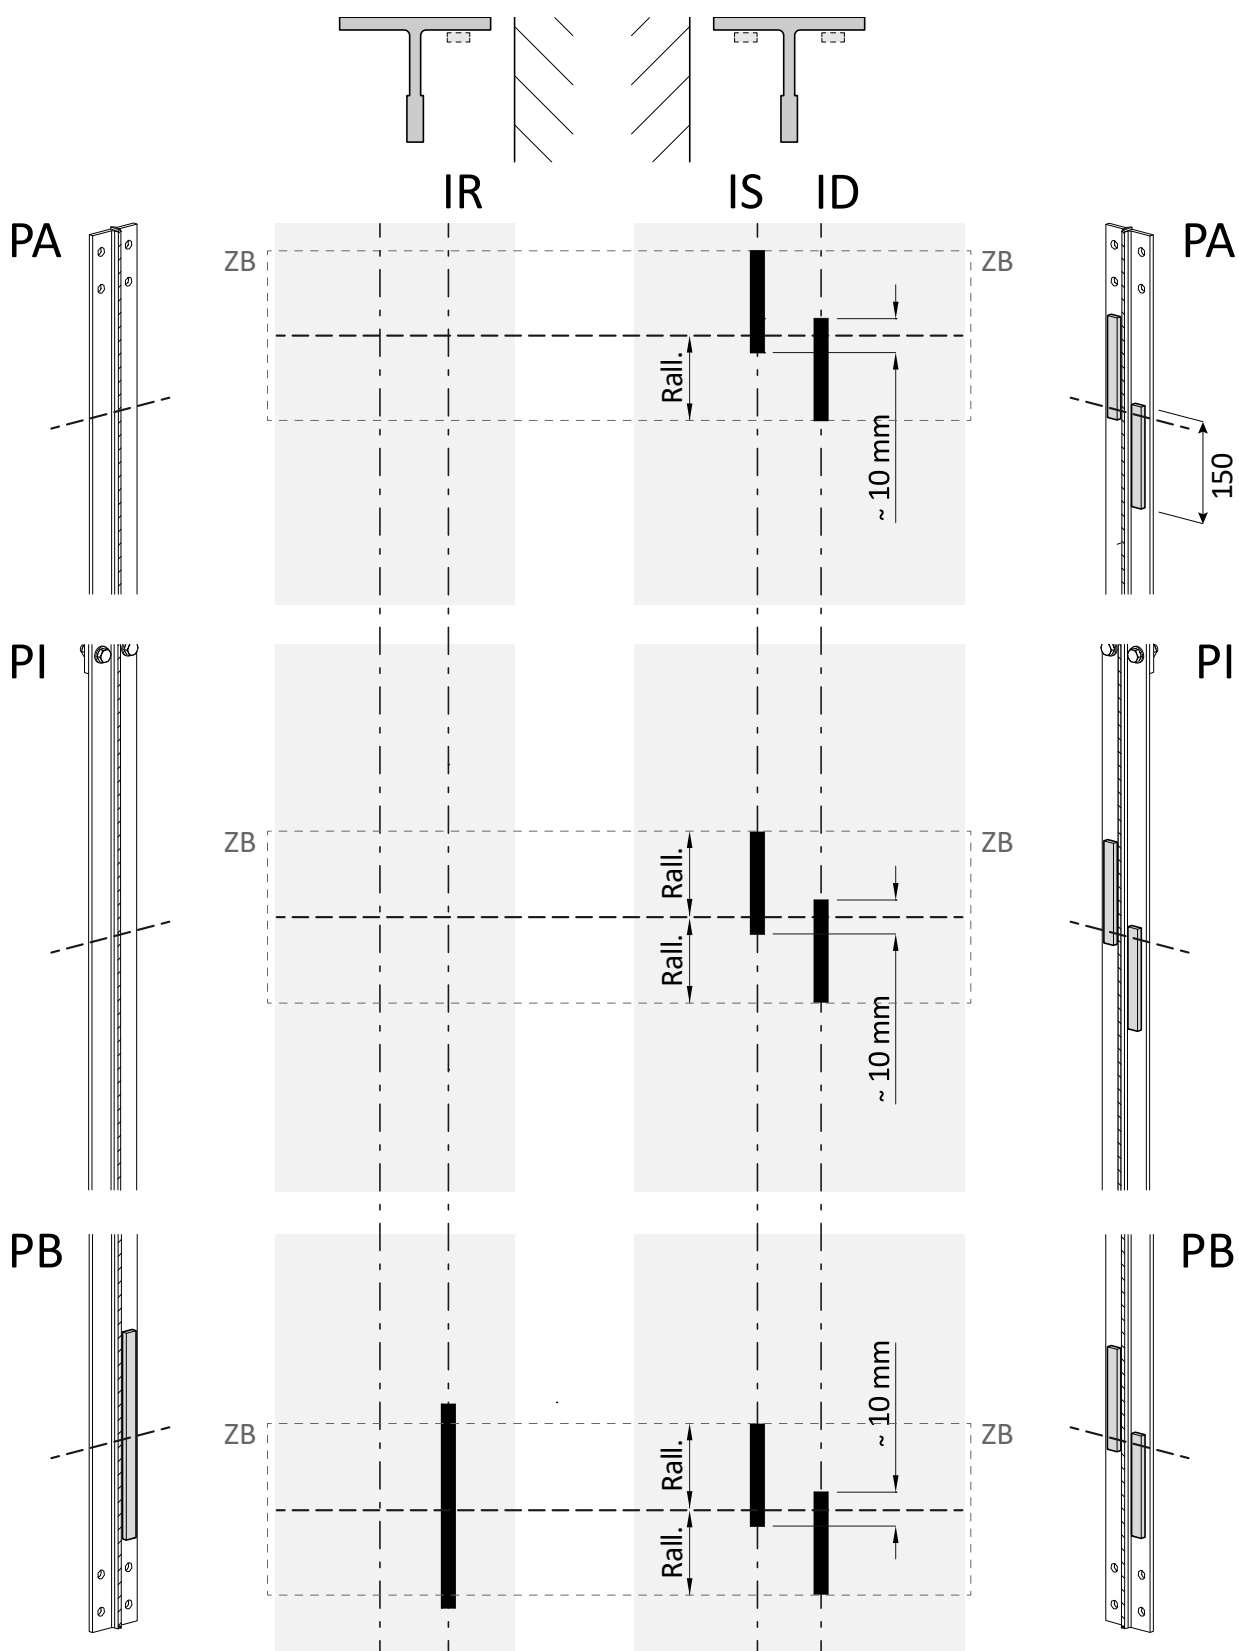 IR IS ID
PA PA
ZB ZB
Rall.
~ 10 mm
150
PI PI
ZB ZB
Rall.
Rall.
~ 10 mm
PB PB
~ 10 mm
ZB ZB
Rall.
Rall.